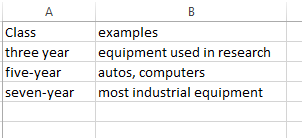 A B
Class examples
three year equipment used in research
five-year autos, computers
seven-year most industrial equipment